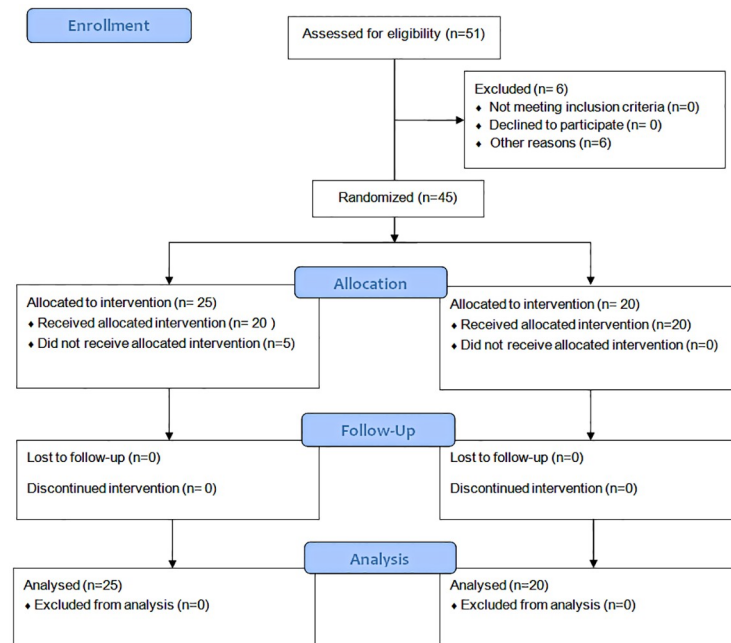 Enrollment
Assessed for eligibility (n=51)
Excluded (n= 6)
♦ Not meeting inclusion criteria (n=0)
♦ Declined to participate (n= 0)
♦ Other reasons (n=6)
Randomized (n=45)
Allocation
Allocated to intervention (n= 25)
♦ Received allocated intervention (n= 20 )
♦ Did not receive allocated intervention (n=5)
Allocated to intervention (n= 20)
♦ Received allocated intervention (n=20)
♦ Did not receive allocated intervention (n=0)
Follow-Up
Lost to follow-up (n=0)
Discontinued intervention (n= 0)
Lost to follow-up (n=0)
Discontinued intervention (n=0)
Analysis
Analysed (n=25)
♦ Excluded from analysis (n=0)
Analysed (n=20)
♦ Excluded from analysis (n=0)